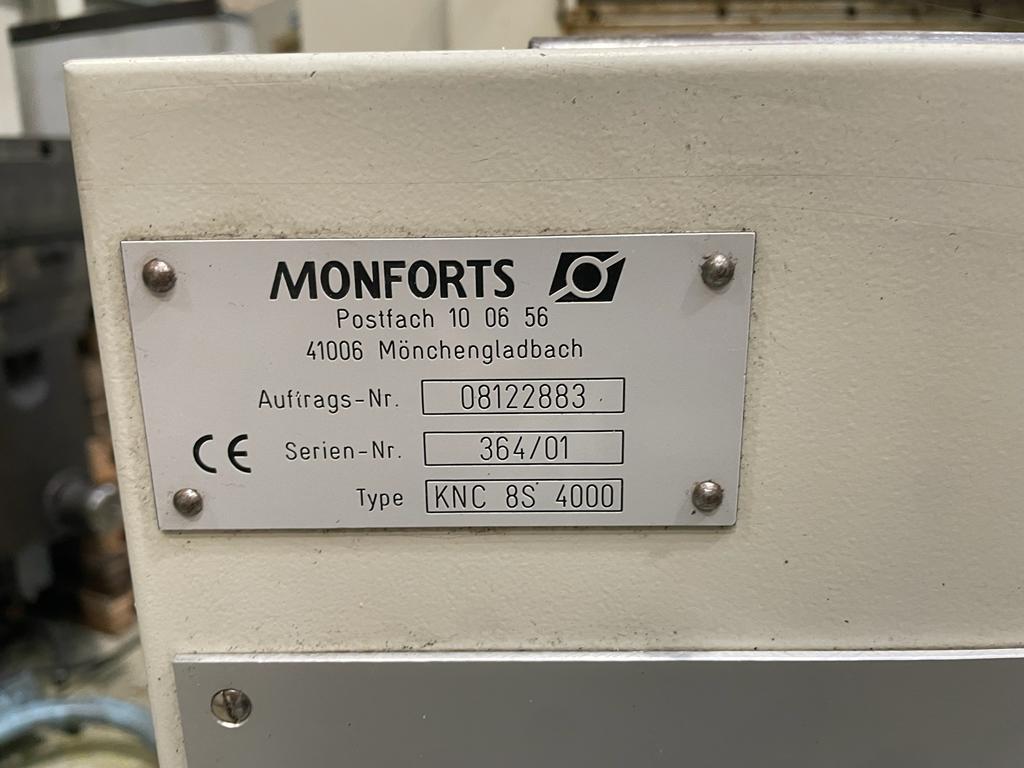 MONFORTS
Postfach 10 06 56
41006 Mönchengladbach
Auftrags-Nr. 08122883
CE Serien-Nr. 364/01
Type KNC 8S 4000